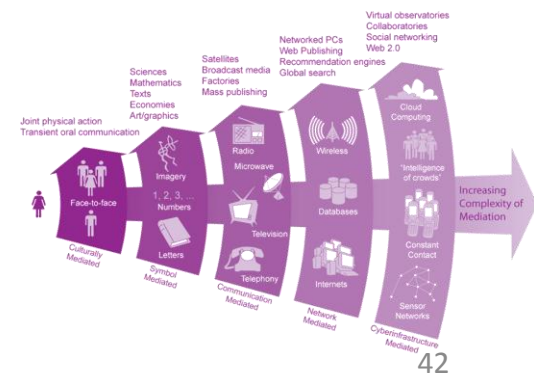 Joint physical action
Transient oral communication
Face-to-face
Culturally
Mediated
Sciences
Mathematics
Texts
Economies
Art/graphics
Imagery
1, 2, 3, ...
Numbers
Letters
Symbol
Mediated
Satellites
Broadcast media
Factories
Mass publishing
Radio
Microwave
Television
Telephony
Communication
Mediated
Networked PCs
Web Publishing
Recommendation engines
Global search
Wireless
Databases
Internets
Network
Mediated
Virtual observatories
Collaboratories
Social networking
Web 2.0
Cloud
Computing
"Intelligence
of crowds"
Constant
Contact
Sensor
Networks
Cyberinfrastructure
Mediated
Increasing
Complexity of
Mediation
42